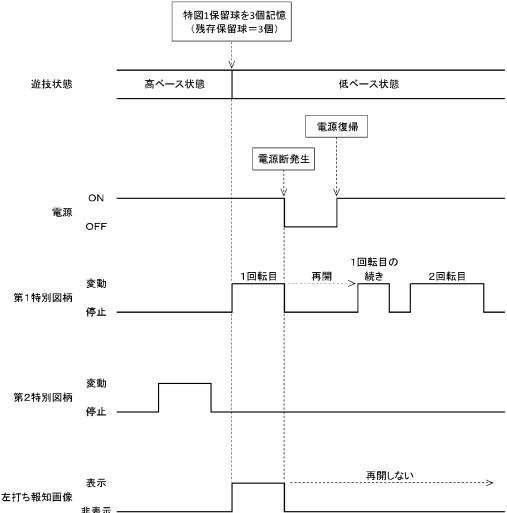 特図1保留球を3個記憶
（残存保留球＝3個）
遊技状態
高ベース状態
低ベース状態
電源復帰
電源断発生
電源
ON
OFF
第1特別図柄
変動
停止
1回転目
再開
1回転目の
続き
2回転目
第2特別図柄
変動
停止
左打ち報知画像
表示
非表示
再開しない